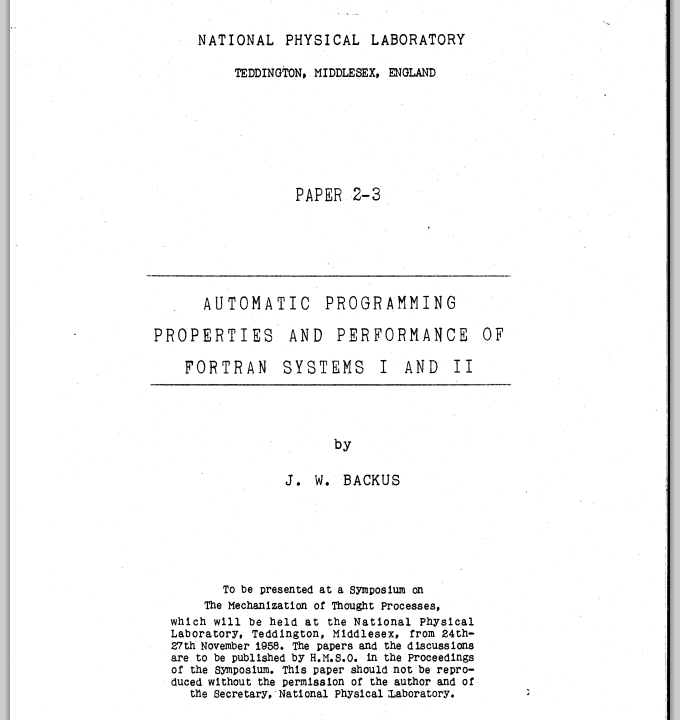 NATIONAL PHYSICAL LABORATORY
TEDDINGTON, MIDDLESEX, ENGLAND
PAPER 2-3
AUTOMATIC PROGRAMMING
PROPERTIES AND PERFORMANCE OF
FORTRAN SYSTEMS I AND II
by
J. W. BACKUS
To be presented at a Symposium on
The Mechanization of Thought Processes,
which will be held at the National Physical
Laboratory, Teddington, Middlesex, from 24th-
27th November 1958. The papers and the discussions
are to be published by H.M.S.O. in the Proceedings
of the Symposium. This paper should not be repro-
duced without the permission of the author and of
the Secretary, National Physical Laboratory.